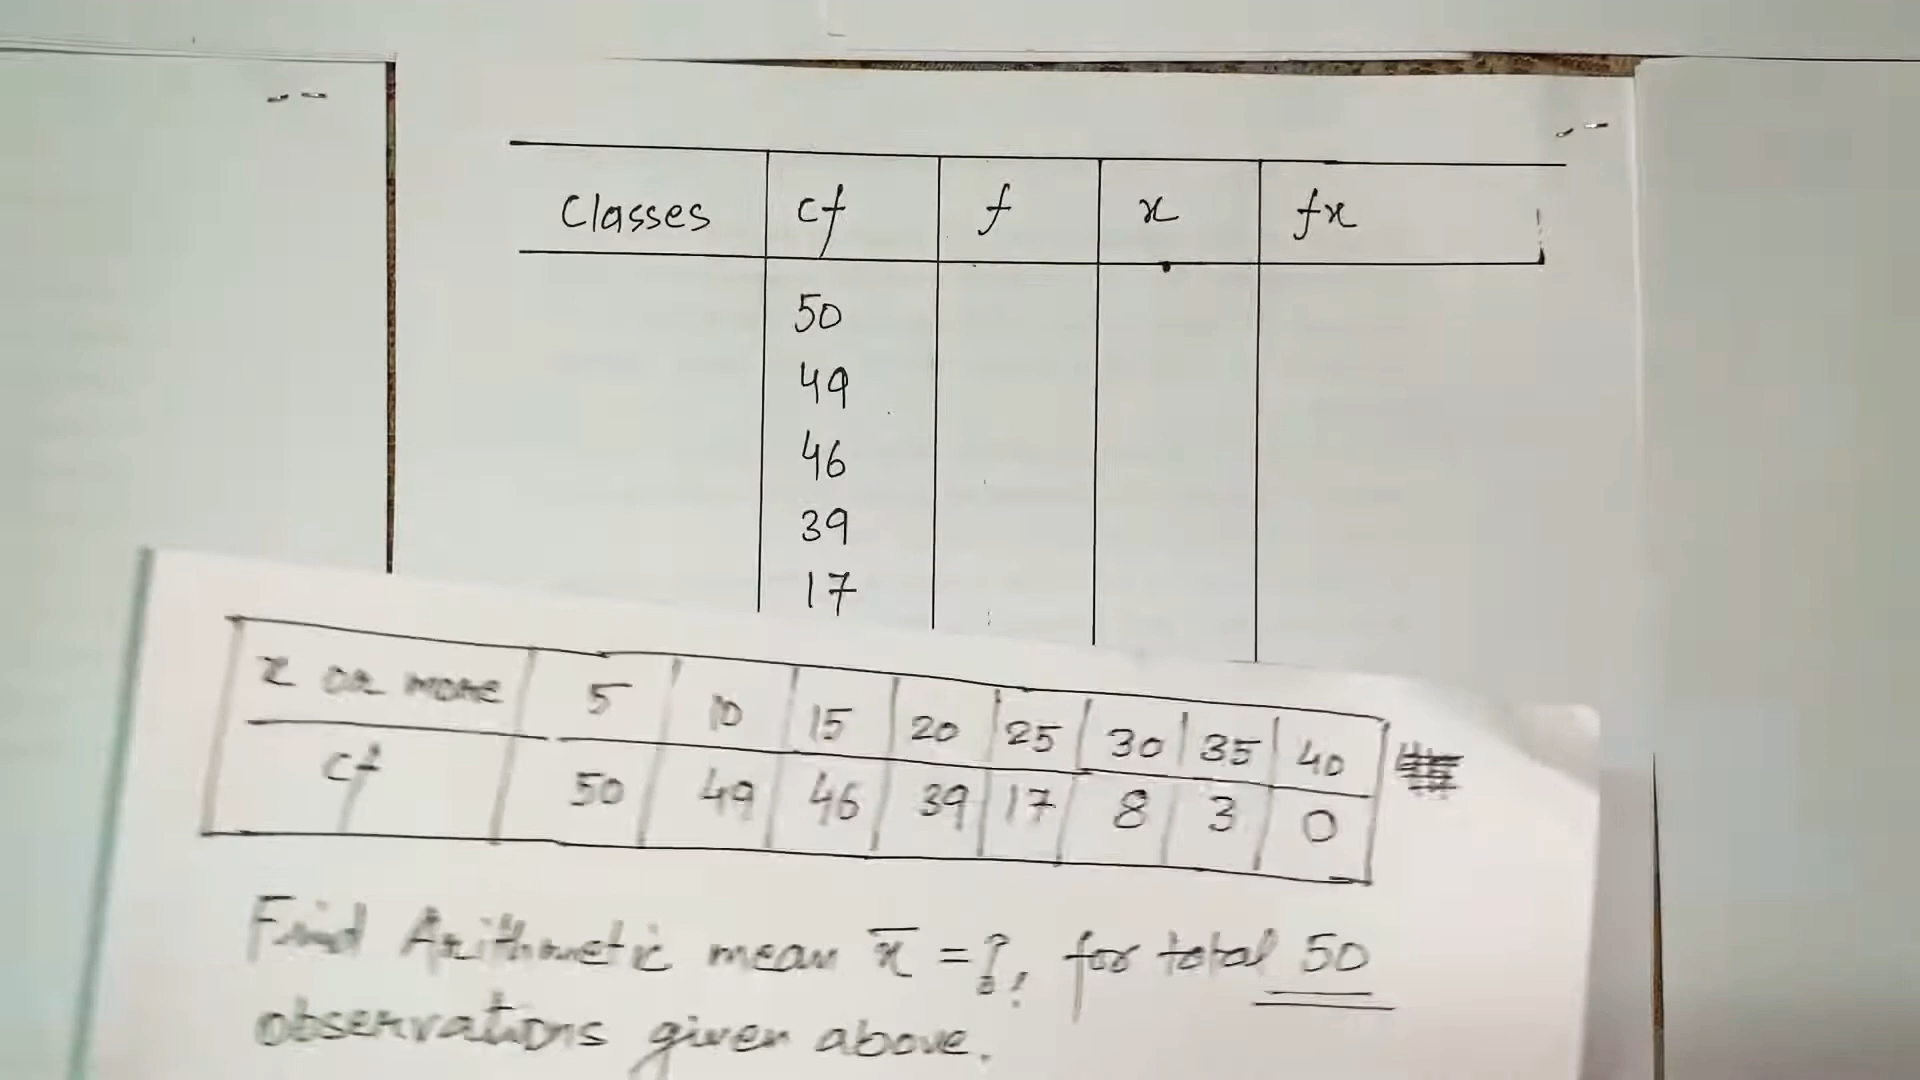 Classes cf f x fx
50
49
46
39
17
x or more 5 10 15 20 25 30 35 40
cf 50 49 46 39 17 8 3 0
Find Arithmetic mean x̄ = ?, for total 50
observations given above.